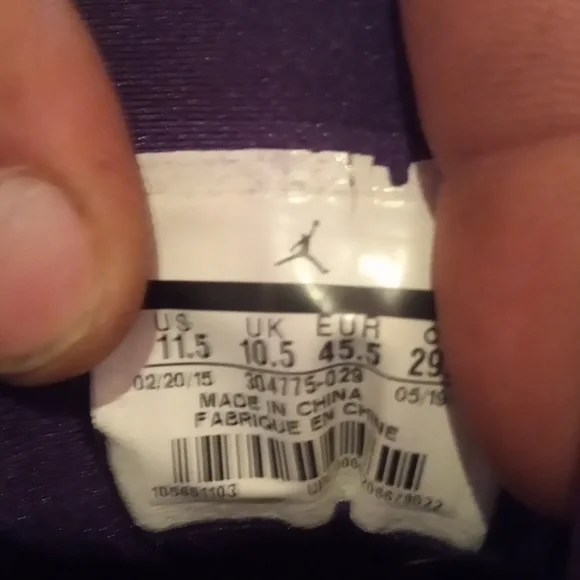 US UK EUR
11.5 10.5 45.5 29
02/20/15 304775-029 05/19
MADE IN CHINA
FABRIQUE EN CHINE